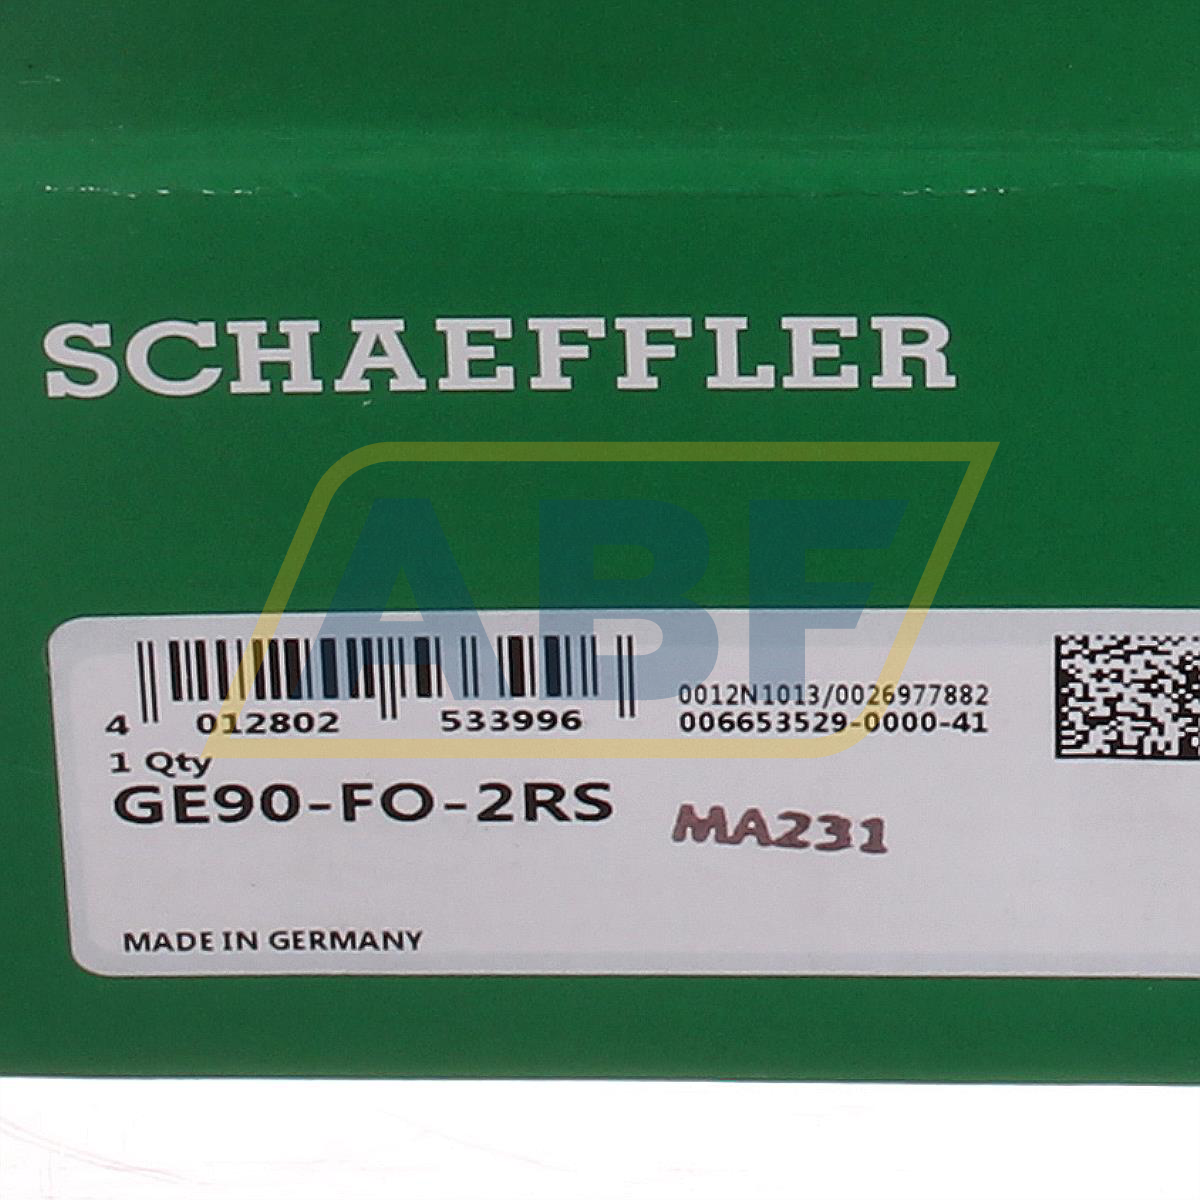 SCHAEFFLER
ABF
4 012802 533996
0012N1013/0026977882
006653529-0000-41
1 Qty
GE90-FO-2RS
MA231
MADE IN GERMANY